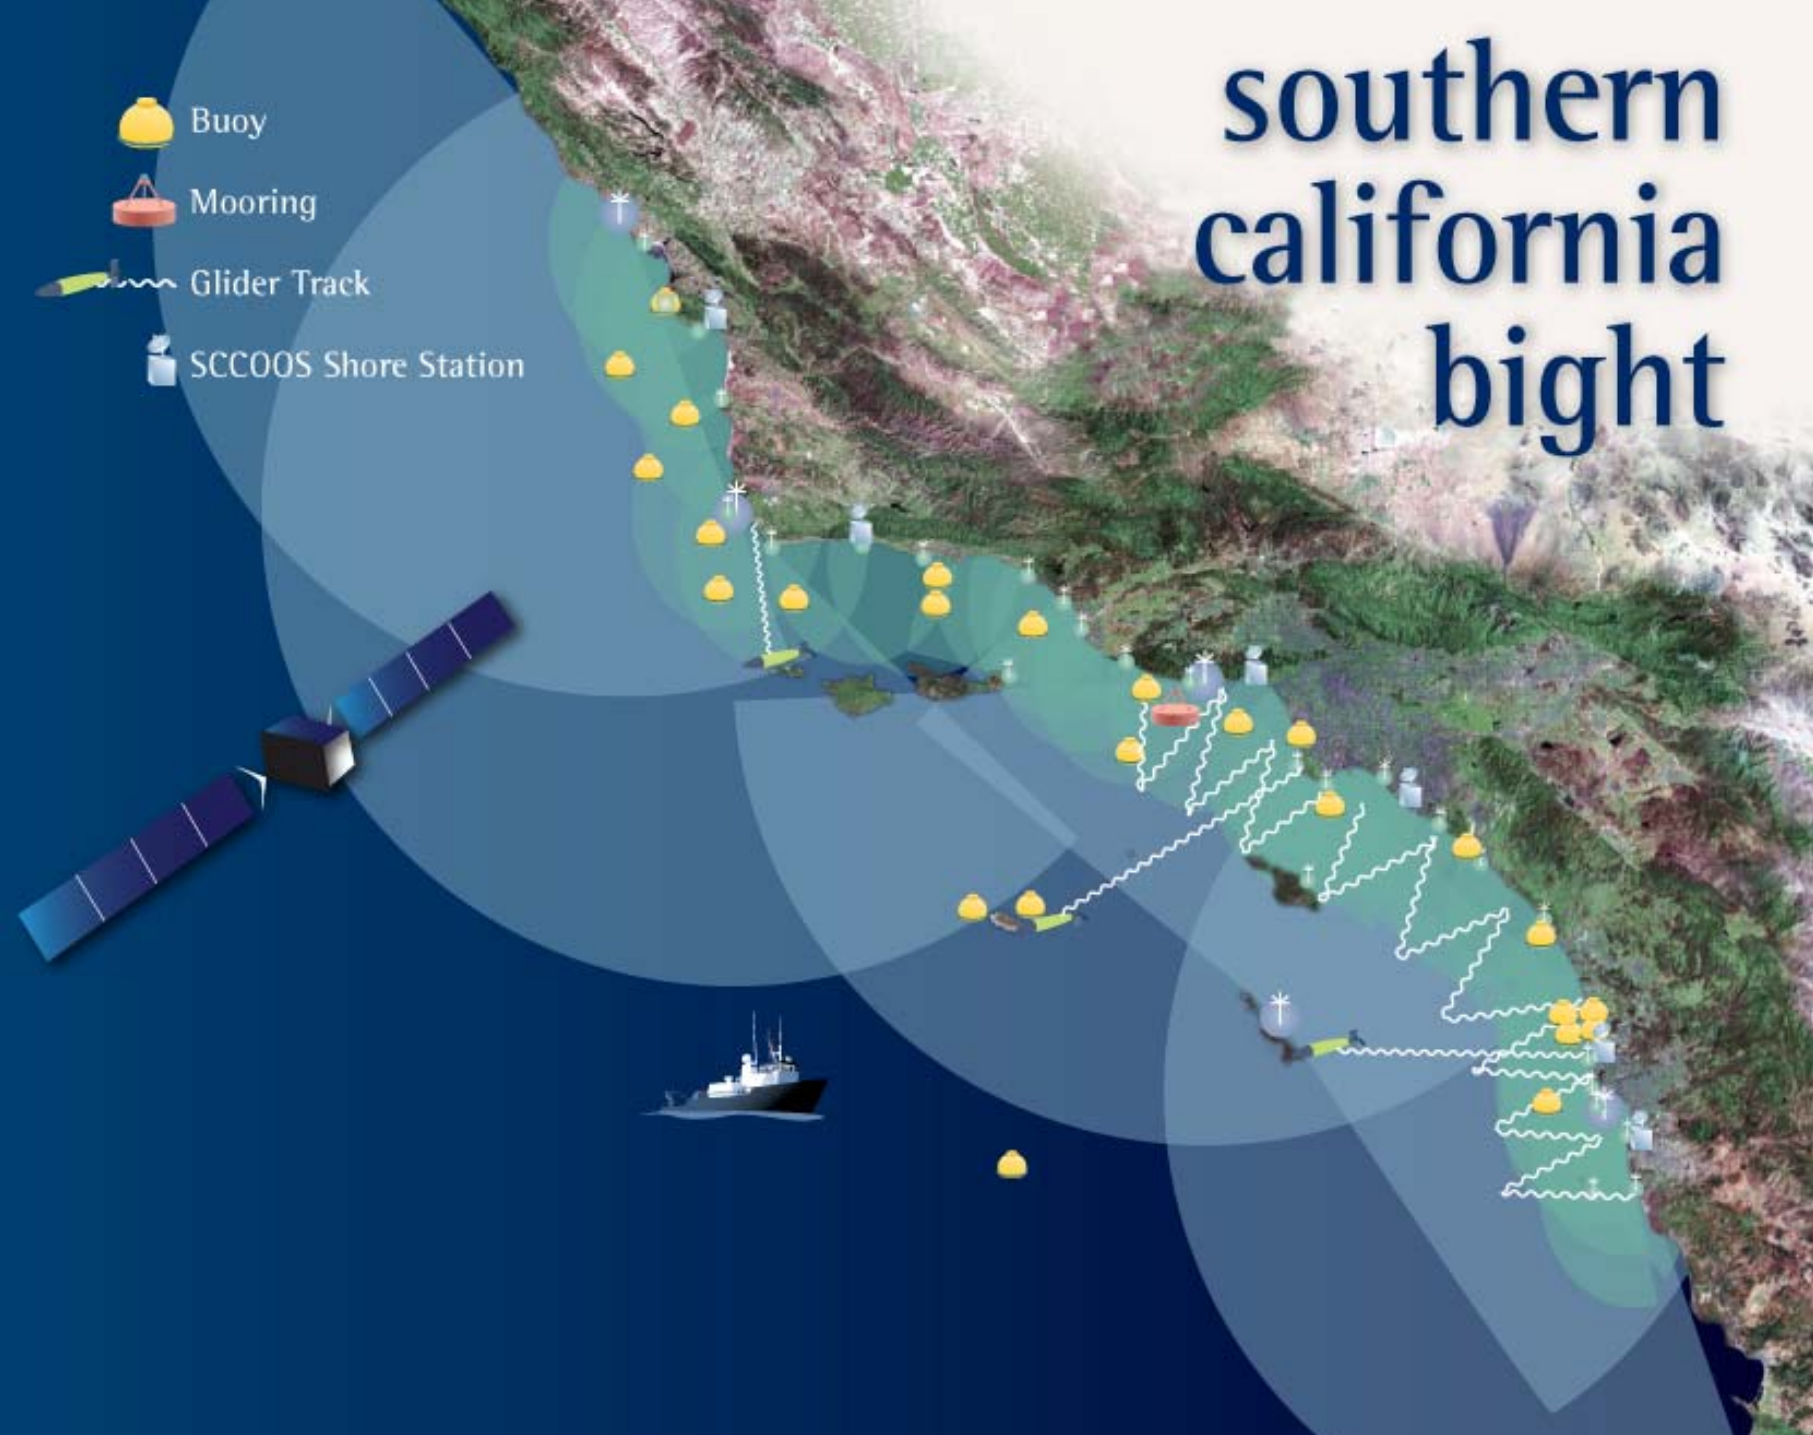 southern
california
bight
Buoy
Mooring
Glider Track
SCCOOS Shore Station